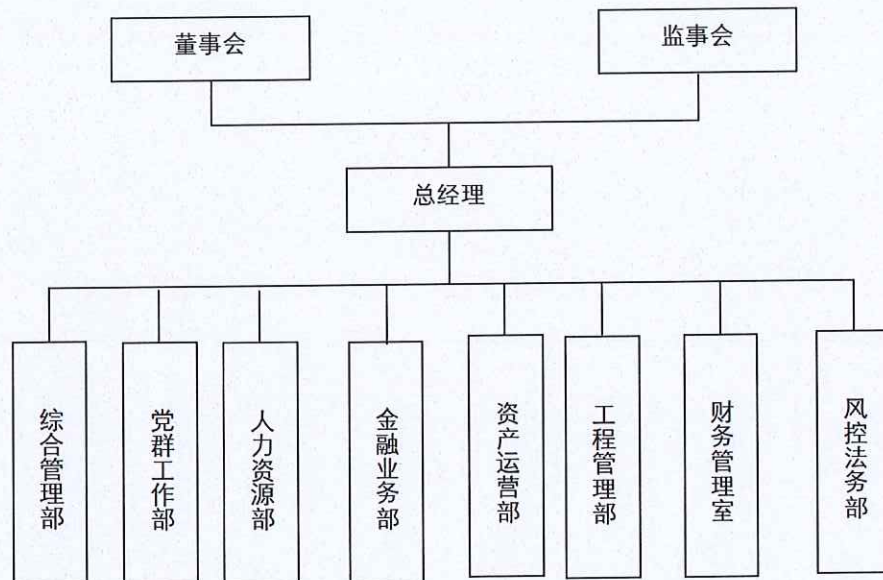 董事会
监事会
总经理
综合管理部
党群工作部
人力资源部
金融业务部
资产运营部
工程管理部
财务管理室
风控法务部